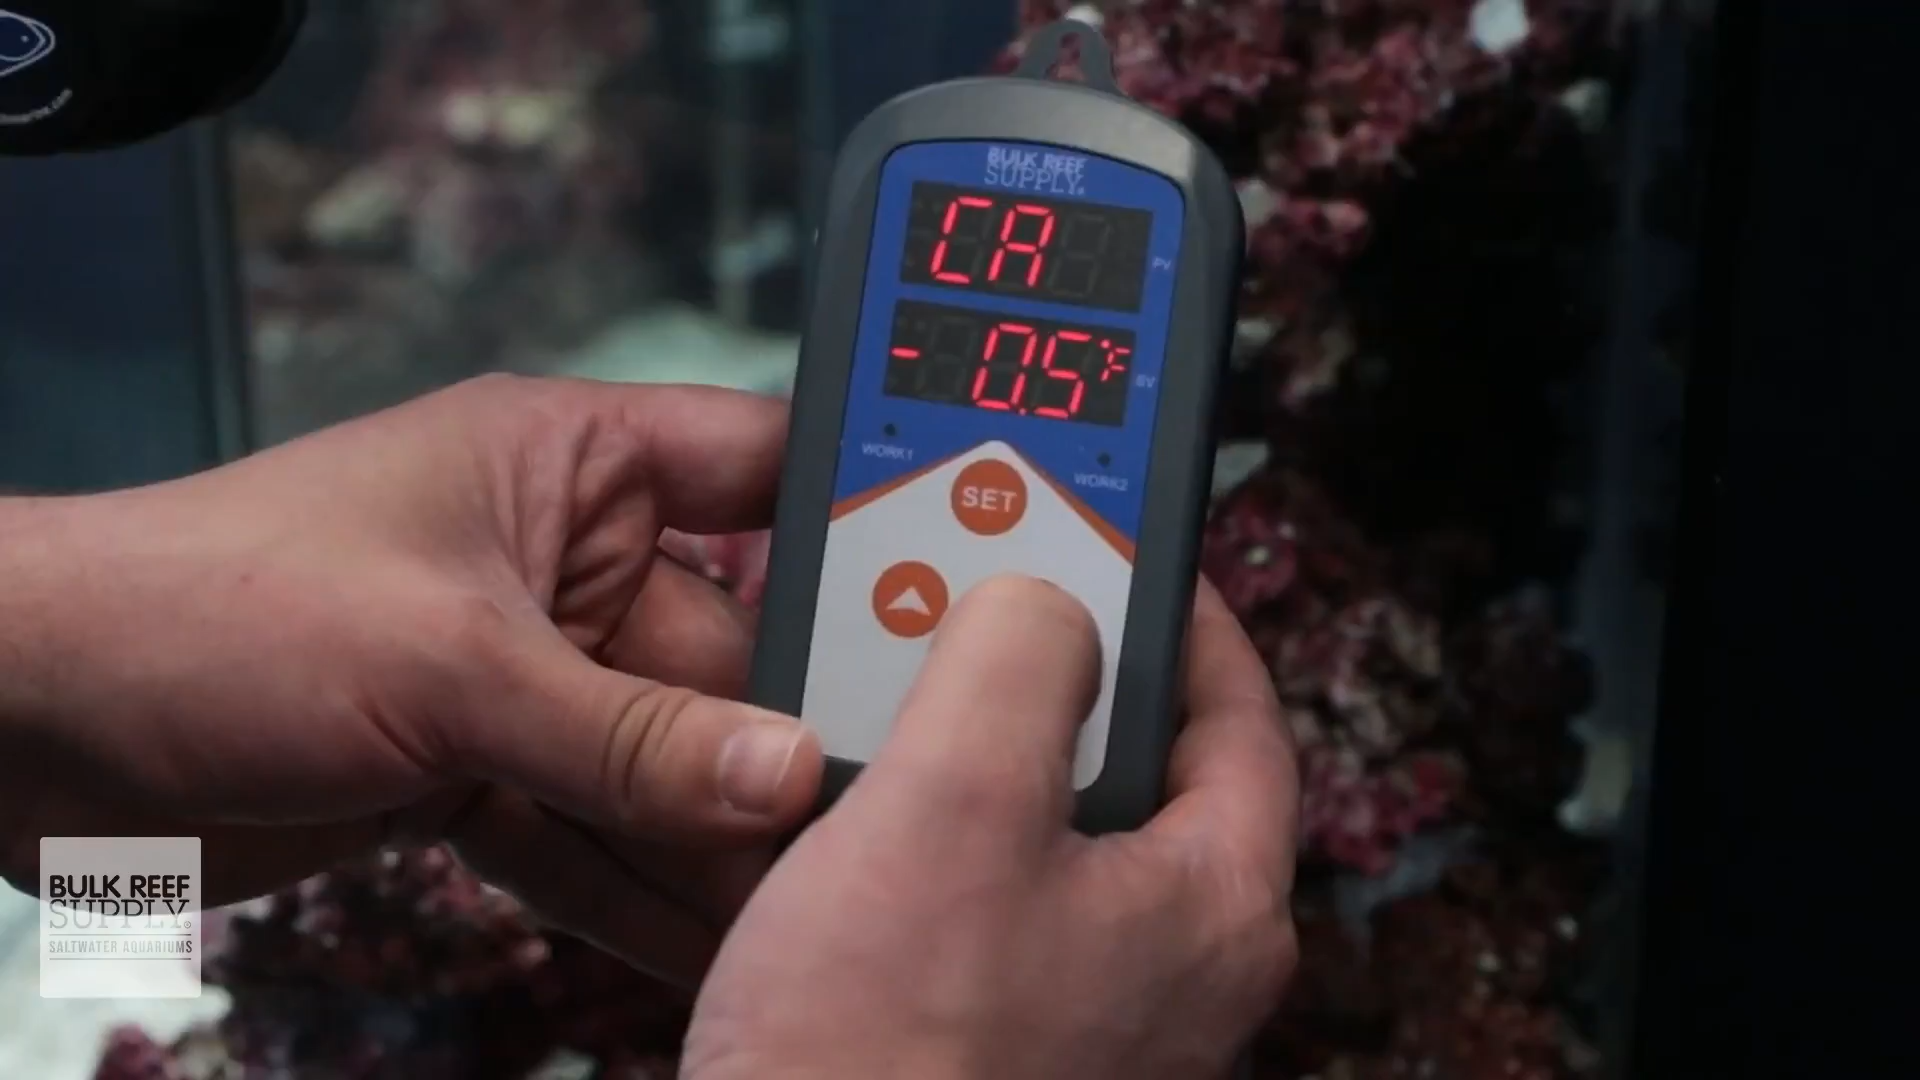 BULK REEF
SUPPLY®
CA
PV
- 0.5°F
SV
WORK1
WORK2
SET
BULK REEF
SUPPLY®
SALTWATER AQUARIUMS